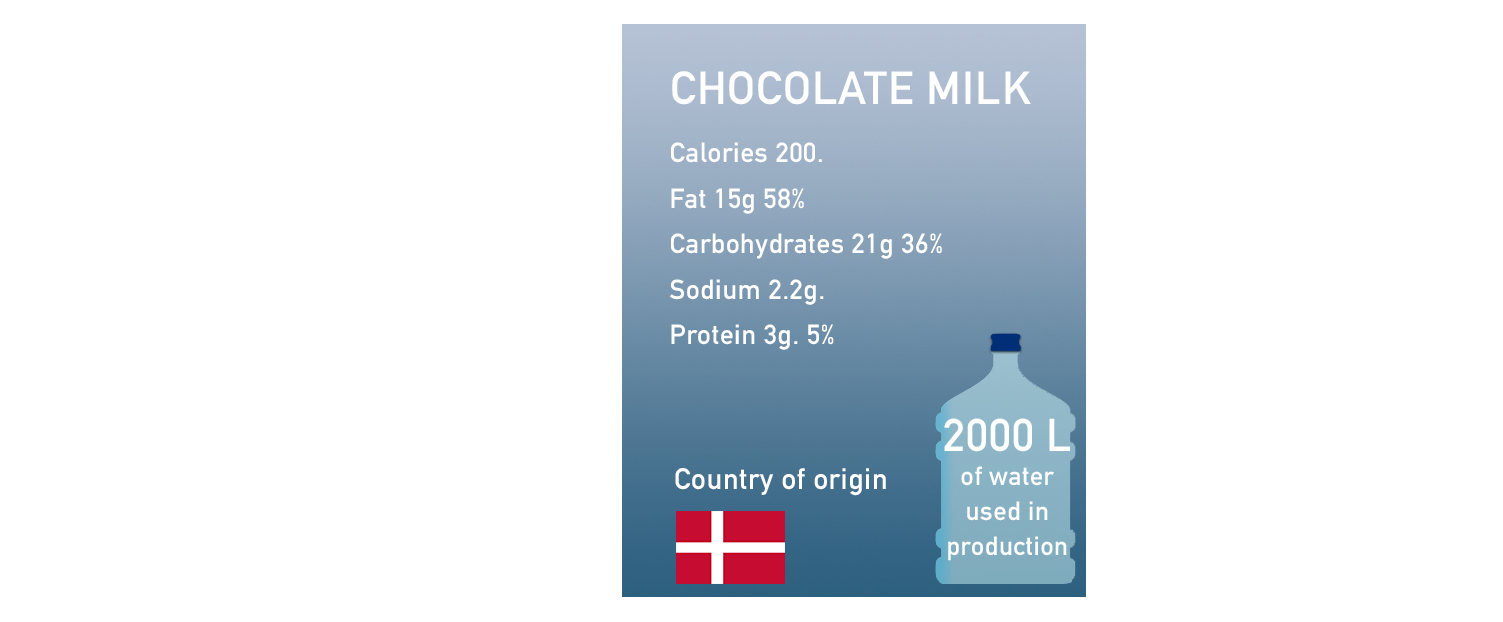 CHOCOLATE MILK
Calories 200.
Fat 15g 58%
Carbohydrates 21g 36%
Sodium 2.2g.
Protein 3g. 5%
Country of origin
2000 L
of water
used in
production